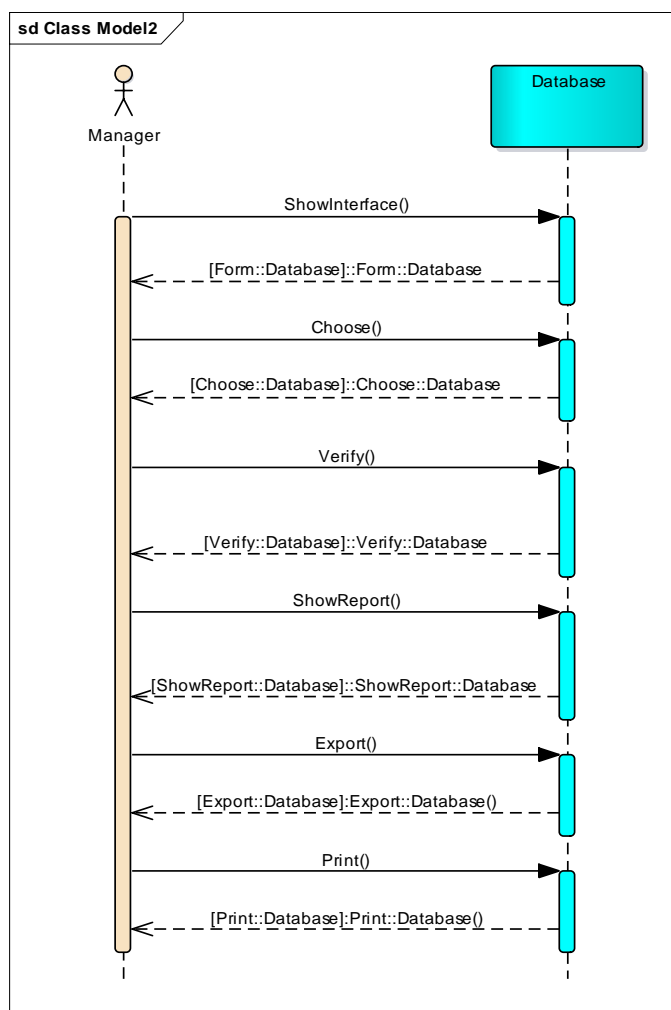 sd Class Model2
Database
Manager
ShowInterface()
[Form::Database]::Form::Database
Choose()
[Choose::Database]::Choose::Database
Verify()
[Verify::Database]::Verify::Database
ShowReport()
[ShowReport::Database]::ShowReport::Database
Export()
[Export::Database]:Export::Database()
Print()
[Print::Database]:Print::Database()